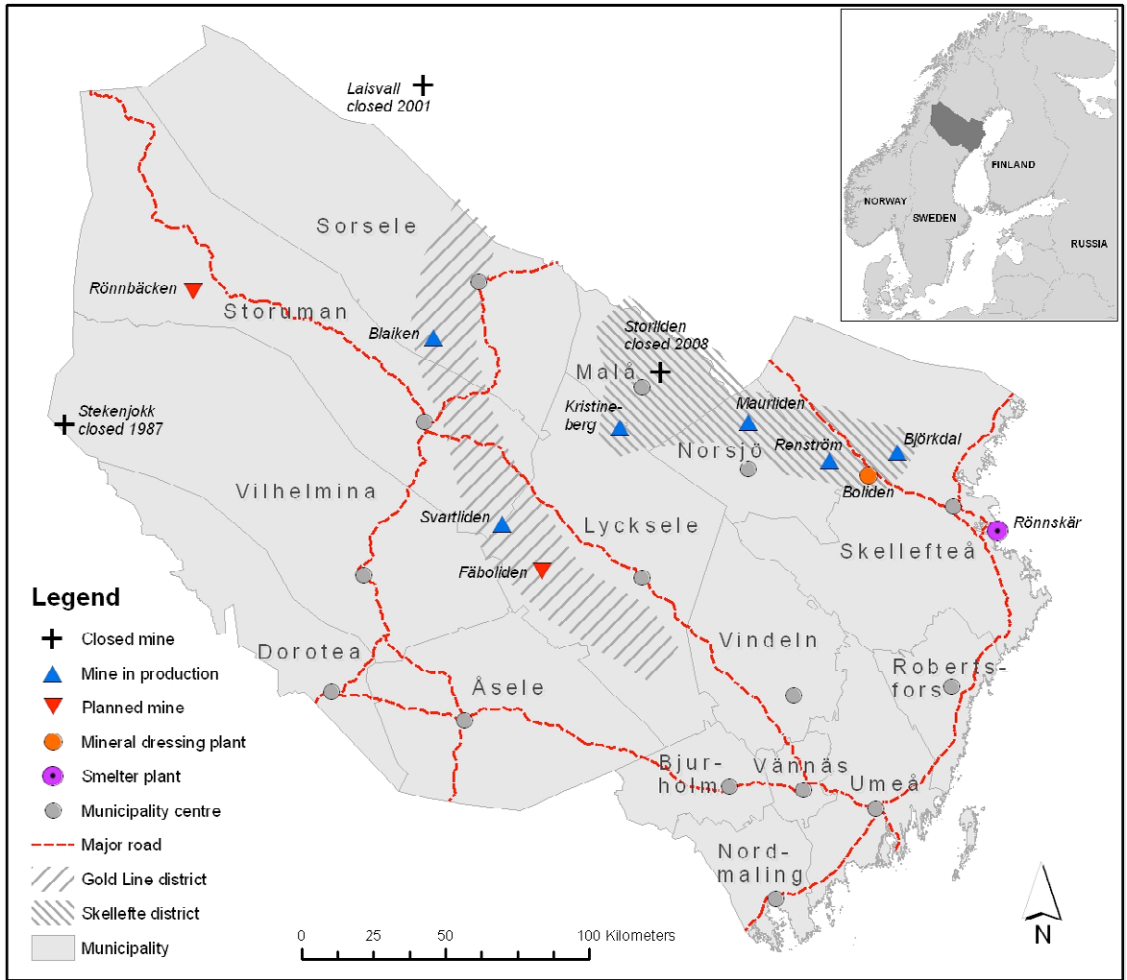 Laisvall
closed 2001
FINLAND
NORWAY
SWEDEN
RUSSIA
Sorsele
Rönnbäcken
Storuman
Blaiken
Storliden
closed 2008
Malå
Stekenjokk
closed 1987
Kristine-
berg
Maurliden
Norsjö
Renström
Björkdal
Boliden
Vilhelmina
Svartliden
Lycksele
Rönnskär
Skellefteå
Fäboliden
Vindeln
Dorotea
Åsele
Roberts-
fors
Bjur-
holm
Vännäs
Umeå
Nord-
maling
Legend
Closed mine
Mine in production
Planned mine
Mineral dressing plant
Smelter plant
Municipality centre
Major road
Gold Line district
Skellefte district
Municipality
0 25 50 100 Kilometers
N